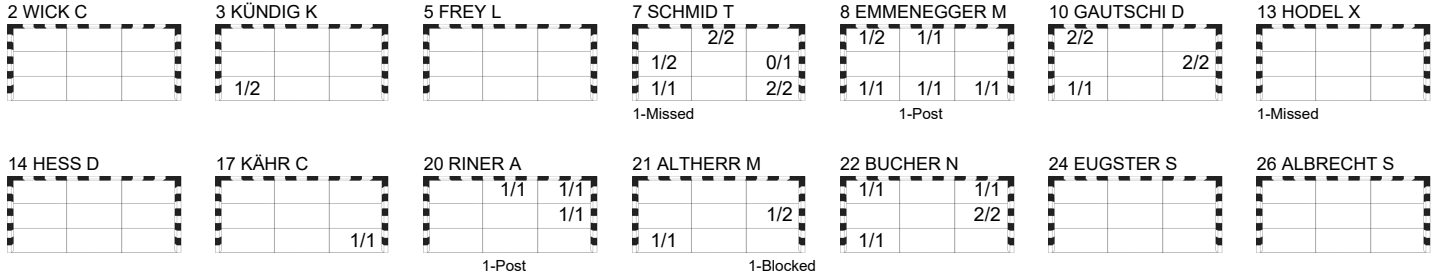 2 WICK C 3 KÜNDIG K 5 FREY L 7 SCHMID T 8 EMMENEGGER M 10 GAUTSCHI D 13 HODEL X
2/2 1/2 1/1 2/2
1/2 0/1 2/2
1/2 1/1 2/2 1/1 1/1 1/1 1/1
1-Missed 1-Post 1-Missed
14 HESS D 17 KÄHR C 20 RINER A 21 ALTHERR M 22 BUCHER N 24 EUGSTER S 26 ALBRECHT S
1/1 1/1 1/1 1/1
1/1 1/2 2/2
1/1 1/1 1/1
1-Post 1-Blocked